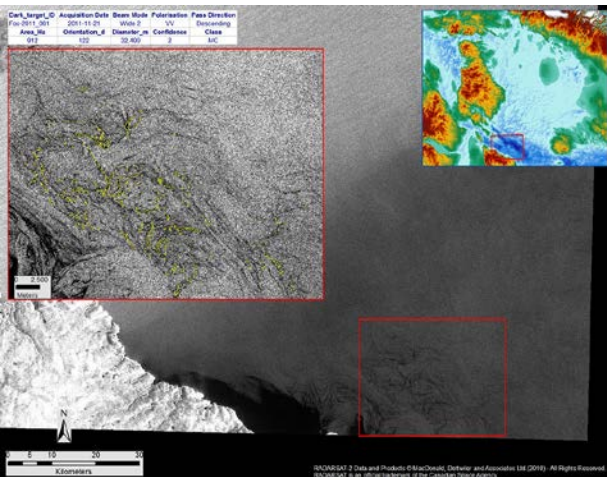 Dark_target_ID Acquisition Date Beam Mode Polarisation Pass Direction
Fox-2011_001 2011-11-21 Wide 2 VV Descending
Area_Ha Orientation_d Diameter_m Confidence Class
912 122 32,400 2 MC
0 2,500
Meters
N
0 5 10 20 30
Kilometers
RADARSAT-2 Data and Products © MacDonald, Dettwiler and Associates Ltd. (2010) - All Rights Reserved.
RADARSAT is an official trademark of the Canadian Space Agency.